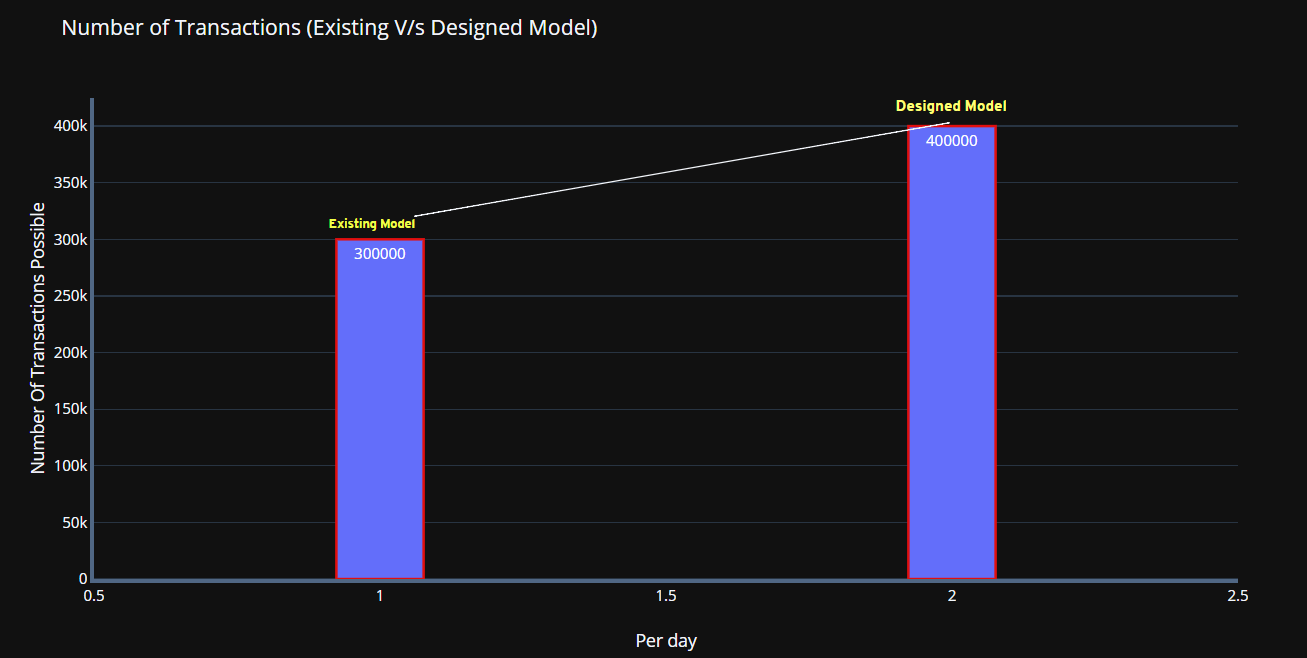 Number of Transactions (Existing V/s Designed Model)
Designed Model
400k
400000
350k
Existing Model
300k
300000
250k
200k
150k
100k
50k
0
Number Of Transactions Possible
0.5
1
1.5
2
2.5
Per day